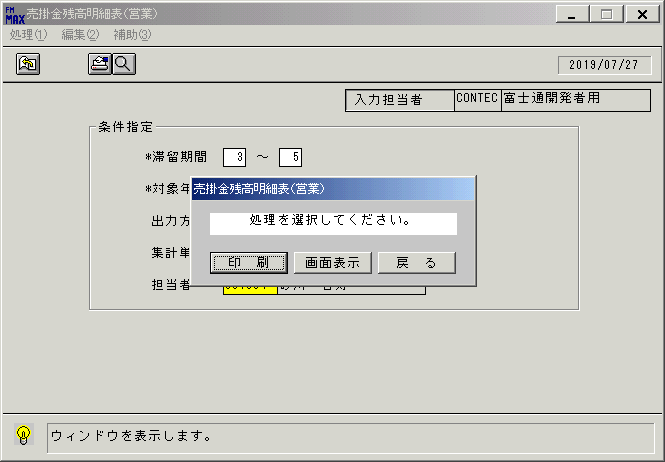 FM MAX 売掛金残高明細表(営業)
処理(1) 編集(2) 補助(3)
2019/07/27
入力担当者 CONTEC 富士通開発者用
条件指定
*滞留期間 3 ~ 5
*対象年
売掛金残高明細表(営業)
出力方
処理を選択してください。
集計単
印 刷 画面表示 戻 る
担当者
ウィンドウを表示します。